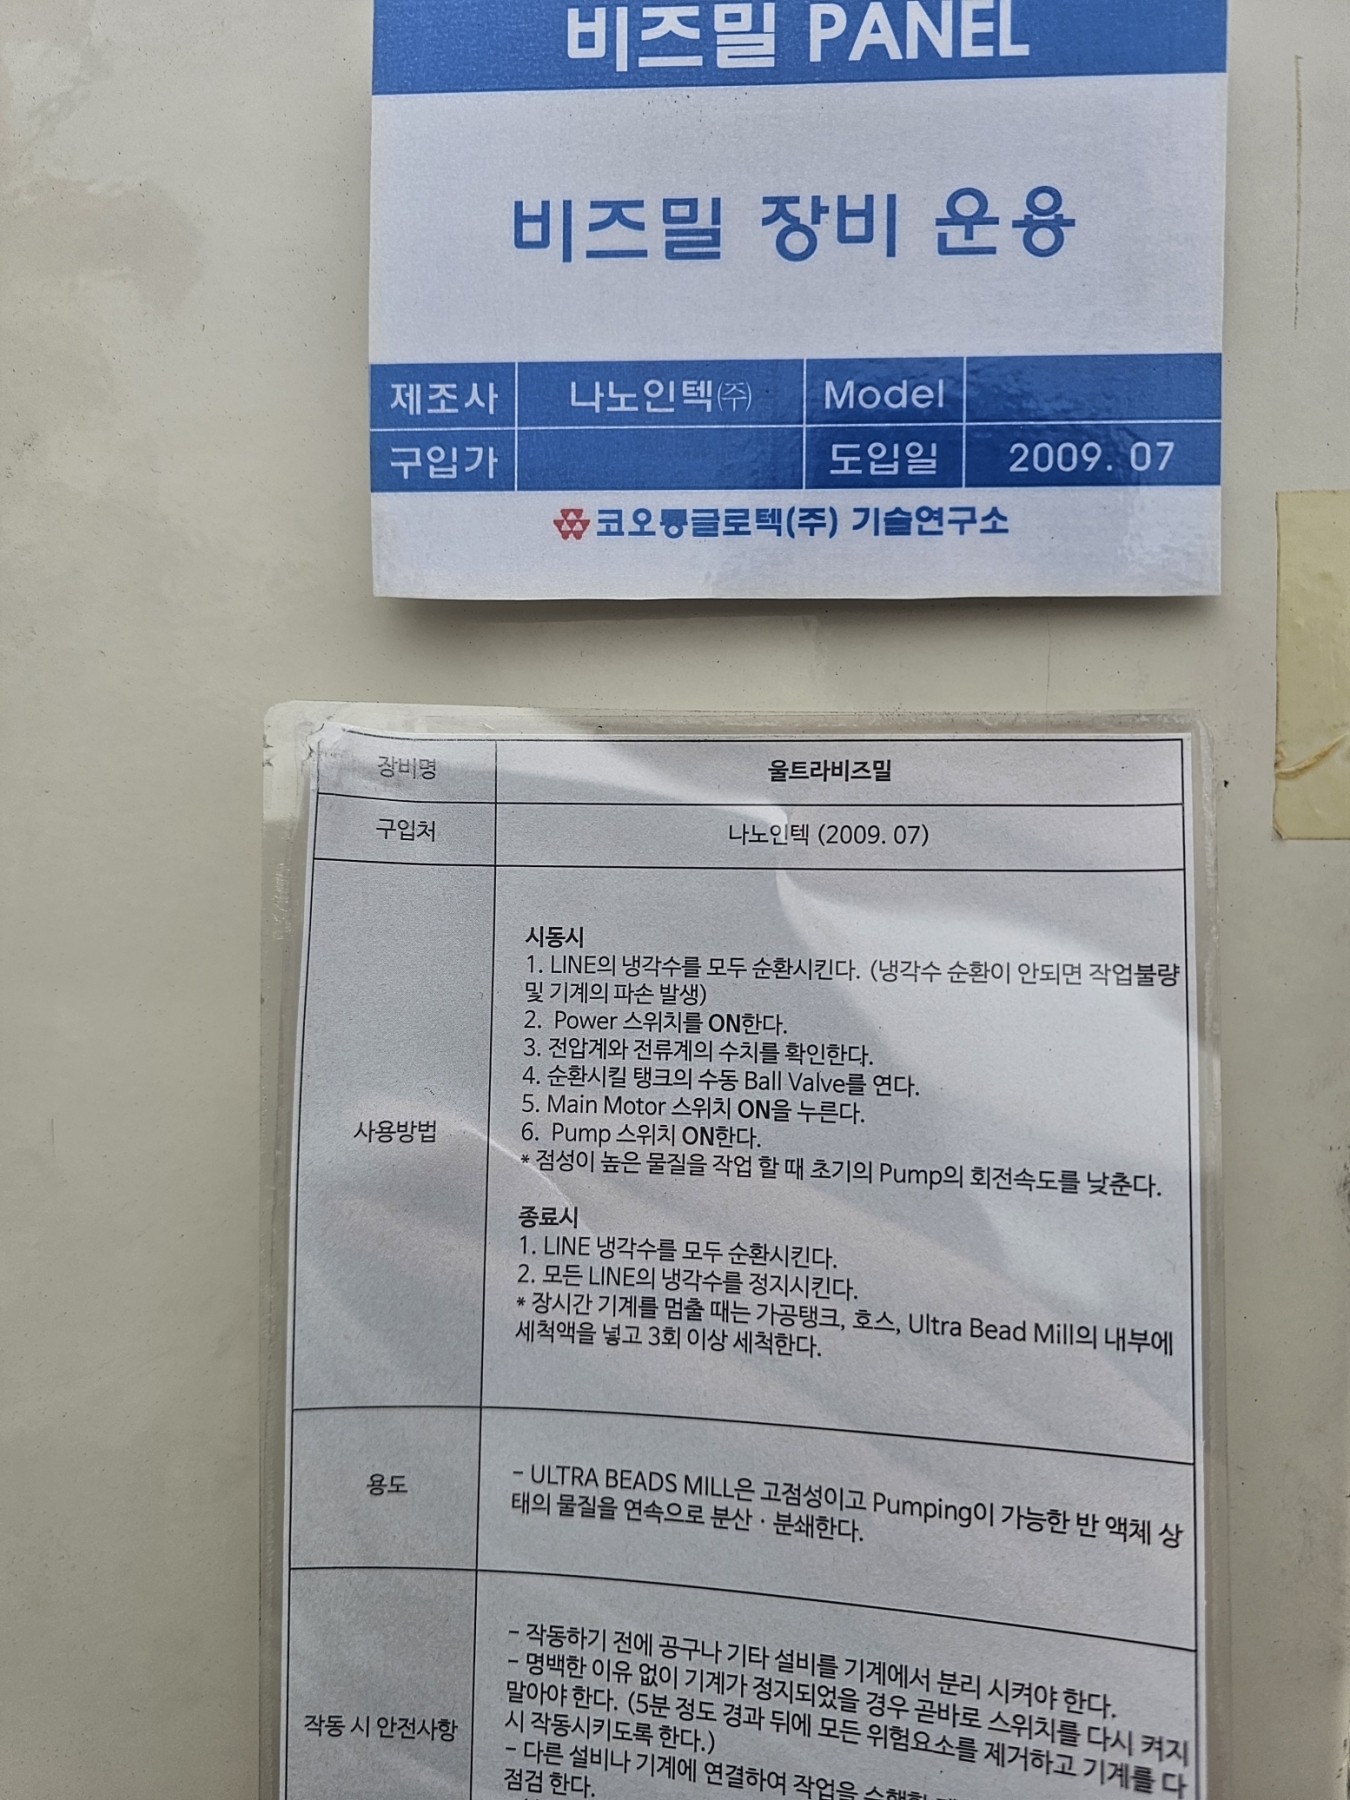 비즈밀 PANEL
비즈밀 장비 운용
제조사 나노인텍㈜ Model
구입가 도입일 2009. 07
코오롱글로텍(주) 기술연구소
장비명 울트라비즈밀
구입처 나노인텍 (2009. 07)
사용방법
시동시
1. LINE의 냉각수를 모두 순환시킨다. (냉각수 순환이 안되면 작업불량
및 기계의 파손 발생)
2. Power 스위치를 ON한다.
3. 전압계와 전류계의 수치를 확인한다.
4. 순환시킬 탱크의 수동 Ball Valve를 연다.
5. Main Motor 스위치 ON을 누른다.
6. Pump 스위치 ON한다.
* 점성이 높은 물질을 작업 할 때 초기의 Pump의 회전속도를 낮춘다.
종료시
1. LINE 냉각수를 모두 순환시킨다.
2. 모든 LINE의 냉각수를 정지시킨다.
* 장시간 기계를 멈출 때는 가공탱크, 호스, Ultra Bead Mill의 내부에
세척액을 넣고 3회 이상 세척한다.
용도
- ULTRA BEADS MILL은 고점성이고 Pumping이 가능한 반 액체 상
태의 물질을 연속으로 분산 · 분쇄한다.
작동 시 안전사항
- 작동하기 전에 공구나 기타 설비를 기계에서 분리 시켜야 한다.
- 명백한 이유 없이 기계가 정지되었을 경우 곧바로 스위치를 다시 켜지
말아야 한다. (5분 정도 경과 뒤에 모든 위험요소를 제거하고 기계를 다
시 작동시키도록 한다.)
- 다른 설비나 기계에 연결하여 작업을
점검 한다.